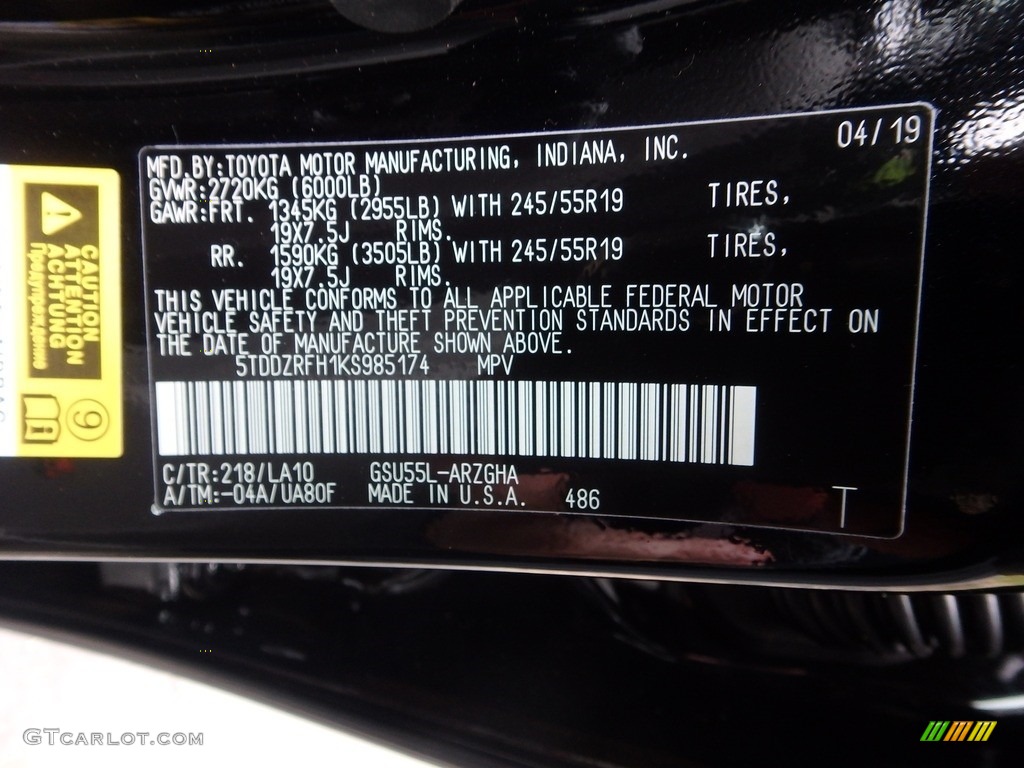 04/19
MFD.BY:TOYOTA MOTOR MANUFACTURING, INDIANA, INC.
GVWR:2720KG (6000LB)
GAWR:FRT. 1345KG (2955LB) WITH 245/55R19 TIRES,
19X7.5J RIMS.
RR. 1590KG (3505LB) WITH 245/55R19 TIRES,
19X7.5J RIMS.
THIS VEHICLE CONFORMS TO ALL APPLICABLE FEDERAL MOTOR
VEHICLE SAFETY AND THEFT PREVENTION STANDARDS IN EFFECT ON
THE DATE OF MANUFACTURE SHOWN ABOVE.
5TDDZRFH1KS985174 MPV
C/TR:218/LA10 GSU55L-ARZGHA
A/TM:-04A/UA80F MADE IN U.S.A. 486
T
CAUTION
ATTENTION
ACHTUNG
Предупреждение
9
GTCARLOT.COM